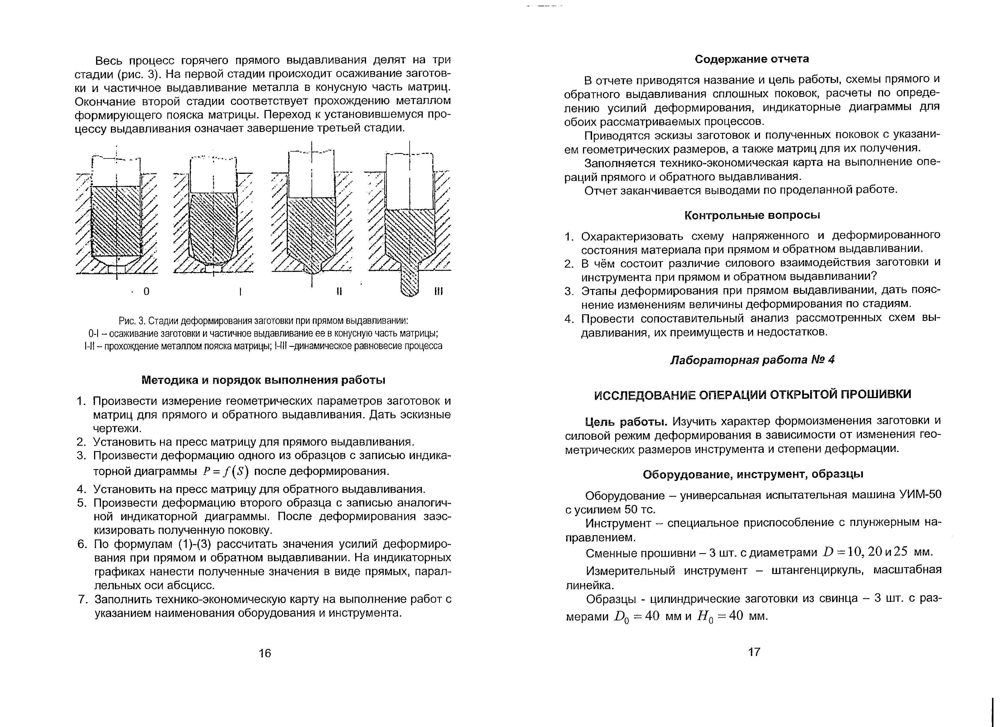 Весь процесс горячего прямого выдавливания делят на три
стадии (рис. 3). На первой стадии происходит осаживание заготов-
ки и частичное выдавливание металла в конусную часть матриц.
Окончание второй стадии соответствует прохождению металлом
формирующего пояска матрицы. Переход к установившемуся про-
цессу выдавливания означает завершение третьей стадии.
0 I II III
Рис. 3. Стадии деформирования заготовки при прямом выдавливании:
0-I – осаживание заготовки и частичное выдавливание ее в конусную часть матрицы;
I-II – прохождение металлом пояска матрицы; I-III –динамическое равновесие процесса
Методика и порядок выполнения работы
1. Произвести измерение геометрических параметров заготовок и
матриц для прямого и обратного выдавливания. Дать эскизные
чертежи.
2. Установить на пресс матрицу для прямого выдавливания.
3. Произвести деформацию одного из образцов с записью индика-
торной диаграммы P = f(S) после деформирования.
4. Установить на пресс матрицу для обратного выдавливания.
5. Произвести деформацию второго образца с записью аналогич-
ной индикаторной диаграммы. После деформирования заэс-
кизировать полученную поковку.
6. По формулам (1)-(3) рассчитать значения усилий деформиро-
вания при прямом и обратном выдавливании. На индикаторных
графиках нанести полученные значения в виде прямых, парал-
лельных оси абсцисс.
7. Заполнить технико-экономическую карту на выполнение работ с
указанием наименования оборудования и инструмента.
16
Содержание отчета
В отчете приводятся название и цель работы, схемы прямого и
обратного выдавливания сплошных поковок, расчеты по опреде-
лению усилий деформирования, индикаторные диаграммы для
обоих рассматриваемых процессов.
Приводятся эскизы заготовок и полученных поковок с указани-
ем геометрических размеров, а также матриц для их получения.
Заполняется технико-экономическая карта на выполнение опе-
раций прямого и обратного выдавливания.
Отчет заканчивается выводами по проделанной работе.
Контрольные вопросы
1. Охарактеризовать схему напряженного и деформированного
состояния материала при прямом и обратном выдавливании.
2. В чём состоит различие силового взаимодействия заготовки и
инструмента при прямом и обратном выдавливании?
3. Этапы деформирования при прямом выдавливании, дать пояс-
нение изменениям величины деформирования по стадиям.
4. Провести сопоставительный анализ рассмотренных схем вы-
давливания, их преимуществ и недостатков.
Лабораторная работа № 4
ИССЛЕДОВАНИЕ ОПЕРАЦИИ ОТКРЫТОЙ ПРОШИВКИ
Цель работы. Изучить характер формоизменения заготовки и
силовой режим деформирования в зависимости от изменения гео-
метрических размеров инструмента и степени деформации.
Оборудование, инструмент, образцы
Оборудование – универсальная испытательная машина УИМ-50
с усилием 50 тс.
Инструмент – специальное приспособление с плунжерным на-
правлением.
Сменные прошивни – 3 шт. с диаметрами D = 10, 20 и 25 мм.
Измерительный инструмент – штангенциркуль, масштабная
линейка.
Образцы - цилиндрические заготовки из свинца – 3 шт. с раз-
мерами D₀ = 40 мм и H₀ = 40 мм.
17